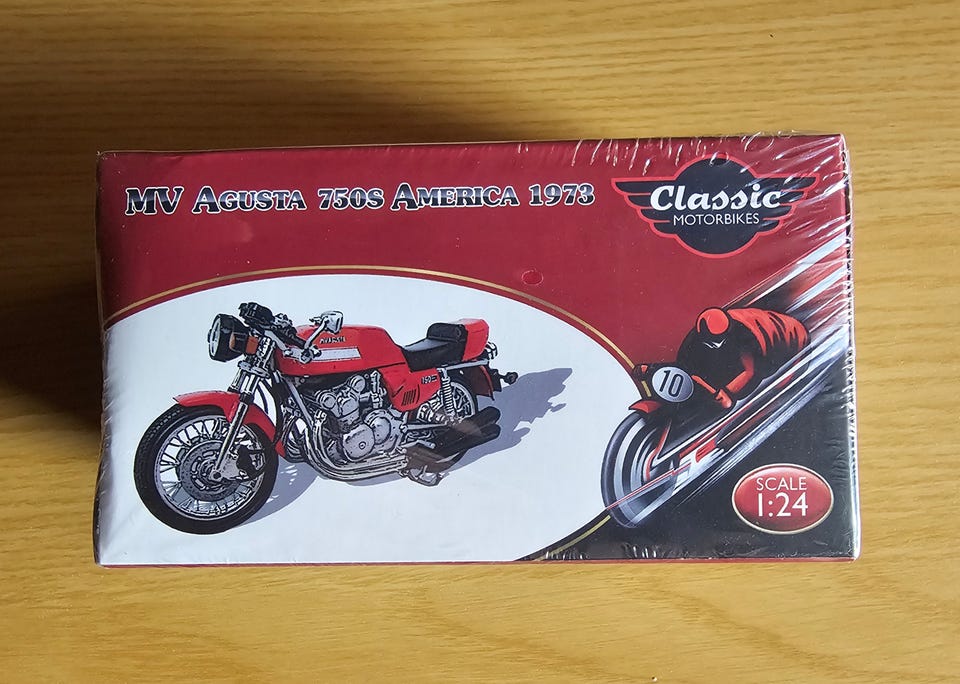 MV AGUSTA 750S AMERICA 1973
Classic
MOTORBIKES
10
SCALE
1:24